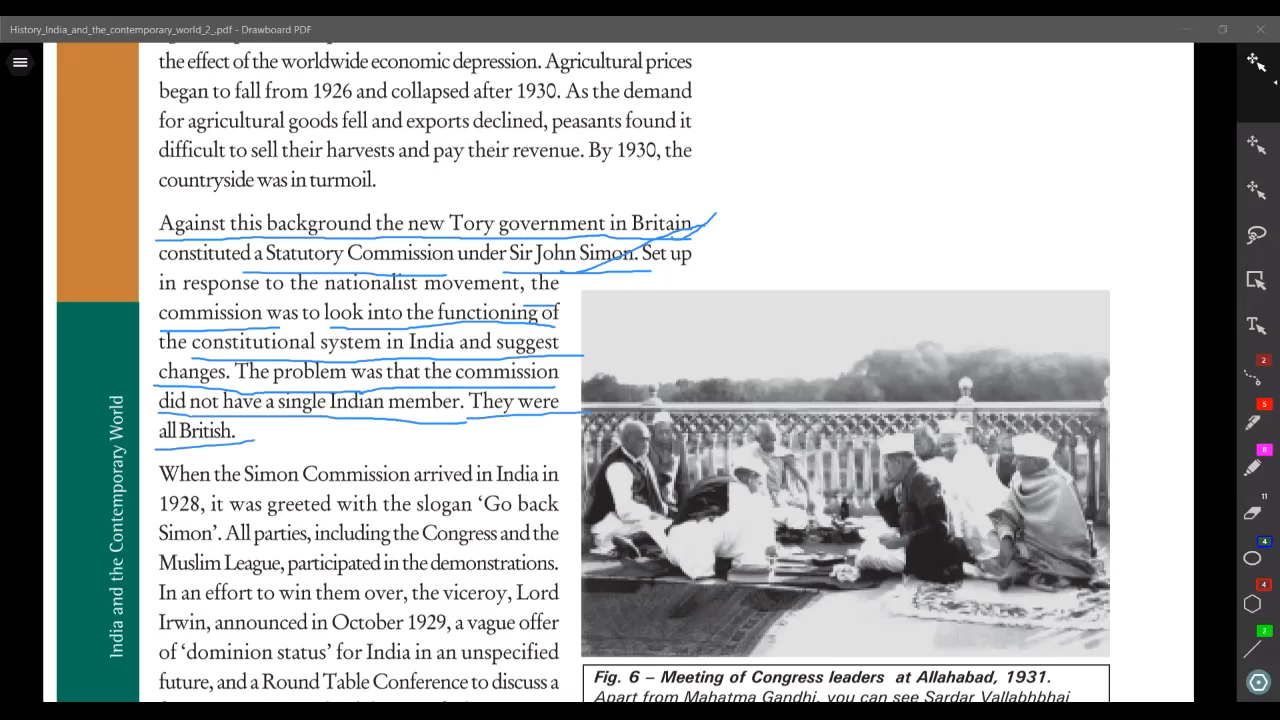 History_India_and_the_contemporary_world_2_.pdf - Drawboard PDF
the effect of the worldwide economic depression. Agricultural prices
began to fall from 1926 and collapsed after 1930. As the demand
for agricultural goods fell and exports declined, peasants found it
difficult to sell their harvests and pay their revenue. By 1930, the
countryside was in turmoil.
Against this background the new Tory government in Britain
constituted a Statutory Commission under Sir John Simon. Set up
in response to the nationalist movement, the
commission was to look into the functioning of
the constitutional system in India and suggest
changes. The problem was that the commission
did not have a single Indian member. They were
all British.
When the Simon Commission arrived in India in
1928, it was greeted with the slogan ‘Go back
Simon’. All parties, including the Congress and the
Muslim League, participated in the demonstrations.
In an effort to win them over, the viceroy, Lord
Irwin, announced in October 1929, a vague offer
of ‘dominion status’ for India in an unspecified
future, and a Round Table Conference to discuss a
India and the Contemporary World
Fig. 6 – Meeting of Congress leaders at Allahabad, 1931.
Apart from Mahatma Gandhi, you can see Sardar Vallabhbhai
2
5
8
11
4
4
2